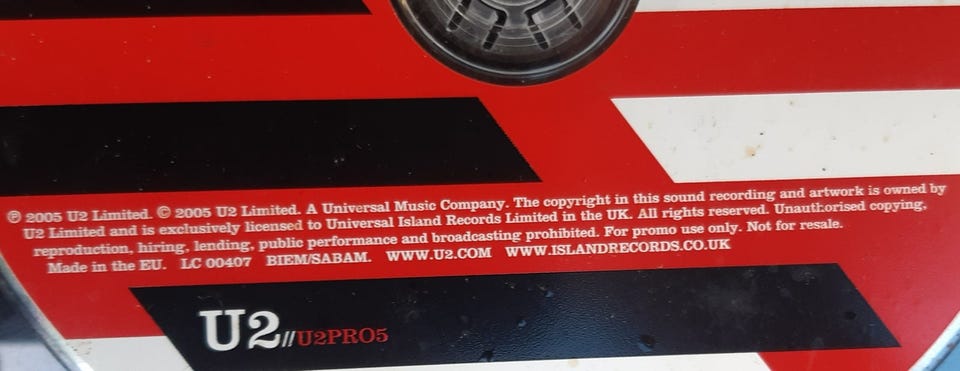 ℗ 2005 U2 Limited. © 2005 U2 Limited. A Universal Music Company. The copyright in this sound recording and artwork is owned by
U2 Limited and is exclusively licensed to Universal Island Records Limited in the UK. All rights reserved. Unauthorised copying,
reproduction, hiring, lending, public performance and broadcasting prohibited. For promo use only. Not for resale.
Made in the EU. LC 00407 BIEM/SABAM. WWW.U2.COM WWW.ISLANDRECORDS.CO.UK
U2//U2PRO5